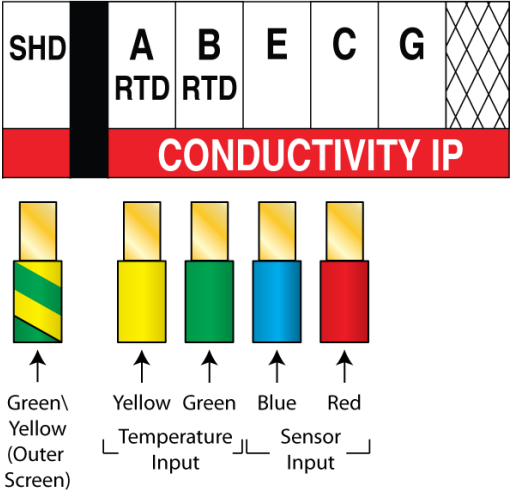 SHD A B E C G
RTD RTD
CONDUCTIVITY IP
Green\
Yellow
(Outer
Screen)
Yellow Green Blue Red
Temperature
Input
Sensor
Input